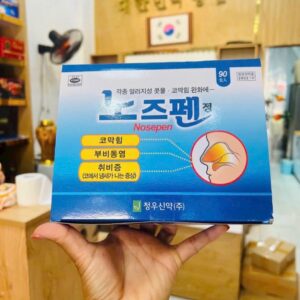 각종 알러지성 콧물·코막힘 완화에~
90
노즈펜 정
Nosepen
코막힘
부비동염
취비증
(코에서 냄새가 나는 증상)
정우신약(주)